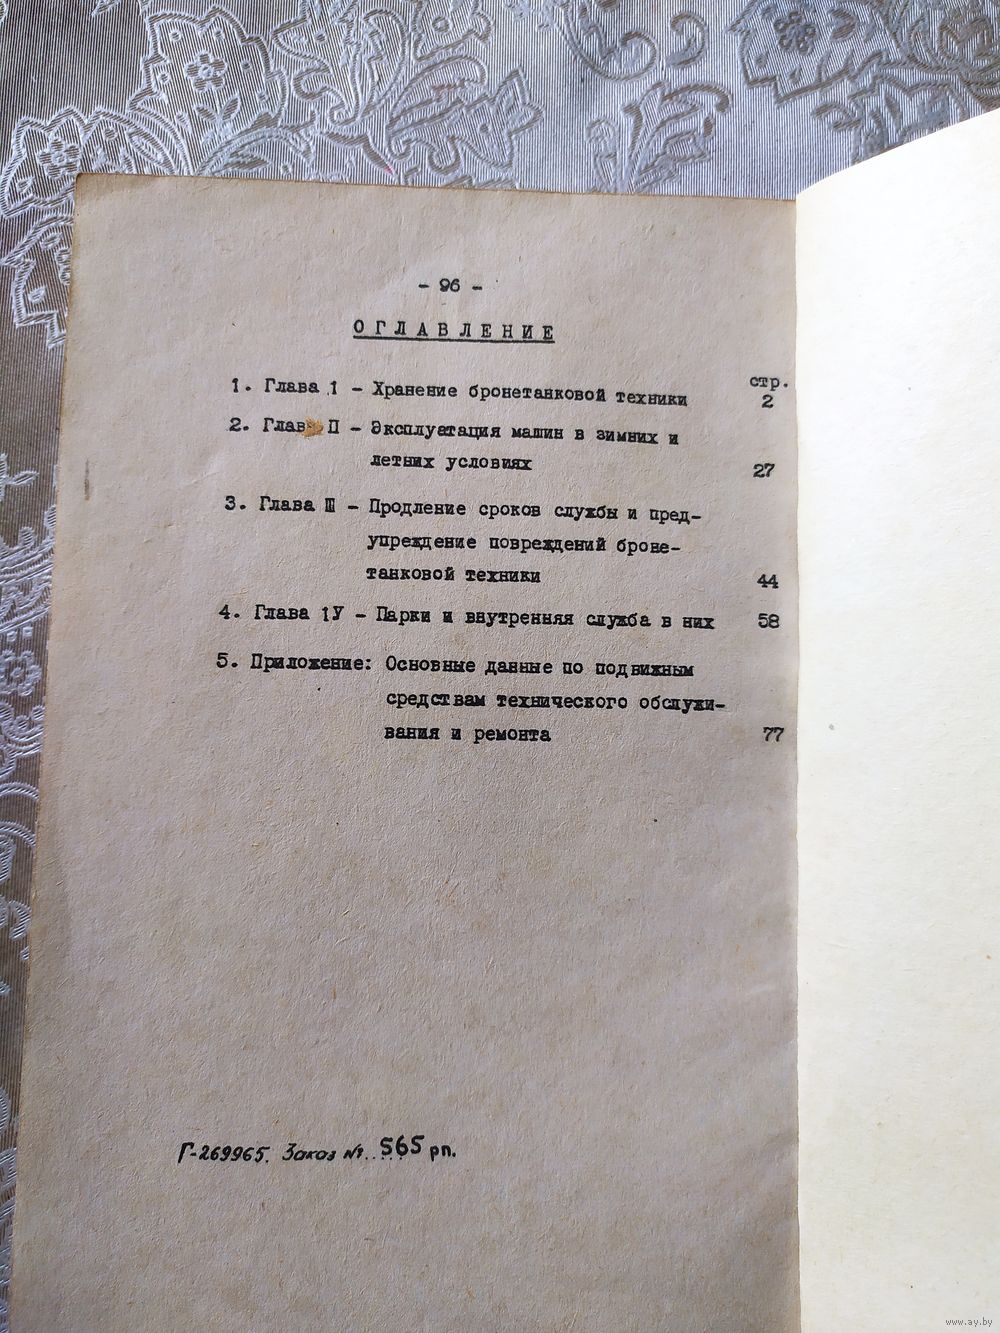 - 96 -
ОГЛАВЛЕНИЕ
стр.
1. Глава 1 - Хранение бронетанковой техники 2
2. Глава П - Эксплуатация машин в зимних и
летних условиях 27
3. Глава Ш - Продление сроков службы и пред-
упреждение повреждений броне-
танковой техники 44
4. Глава 1У - Парки и внутренняя служба в них 58
5. Приложение: Основные данные по подвижным
средствам технического обслужи-
вания и ремонта 77
Г-269965. Заказ №..565 рп.
www.ay.by